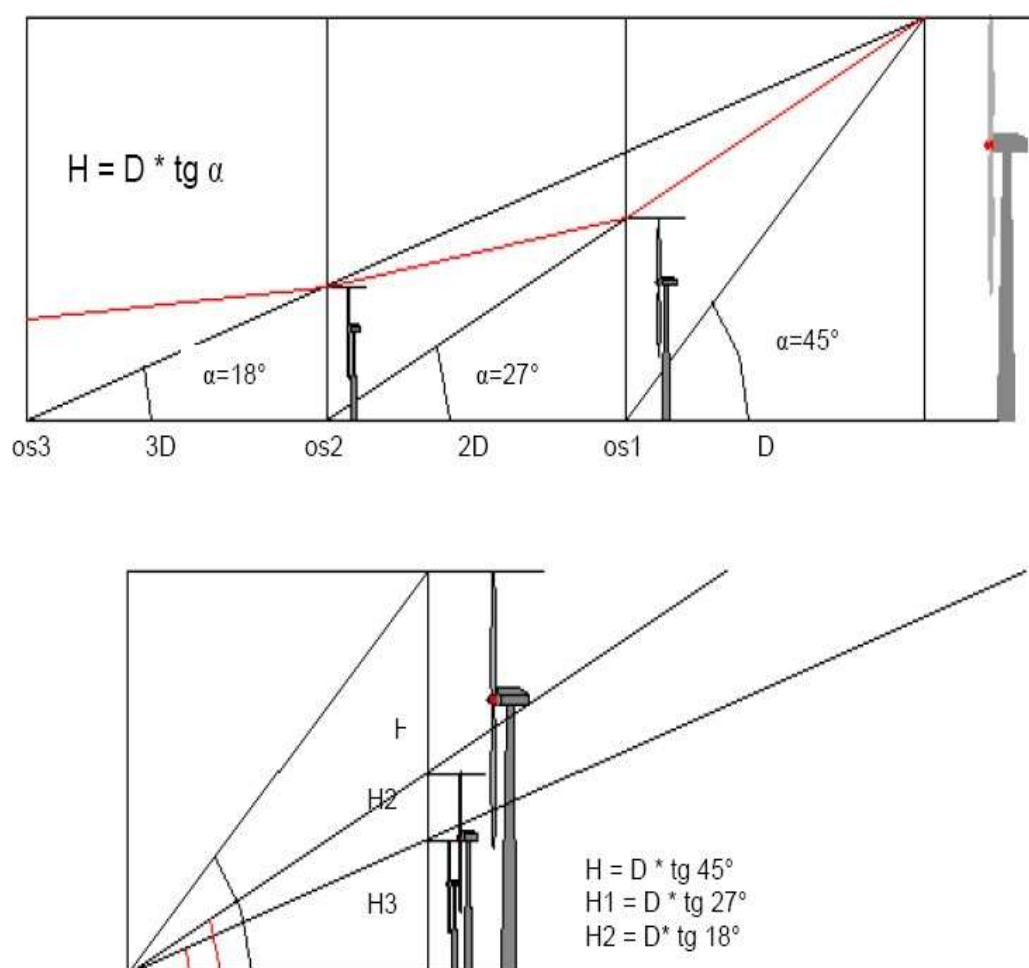 H = D * tg α
α=18°
α=27°
α=45°
os3 3D os2 2D os1 D
H2
H3
H = D * tg 45°
H1 = D * tg 27°
H2 = D* tg 18°